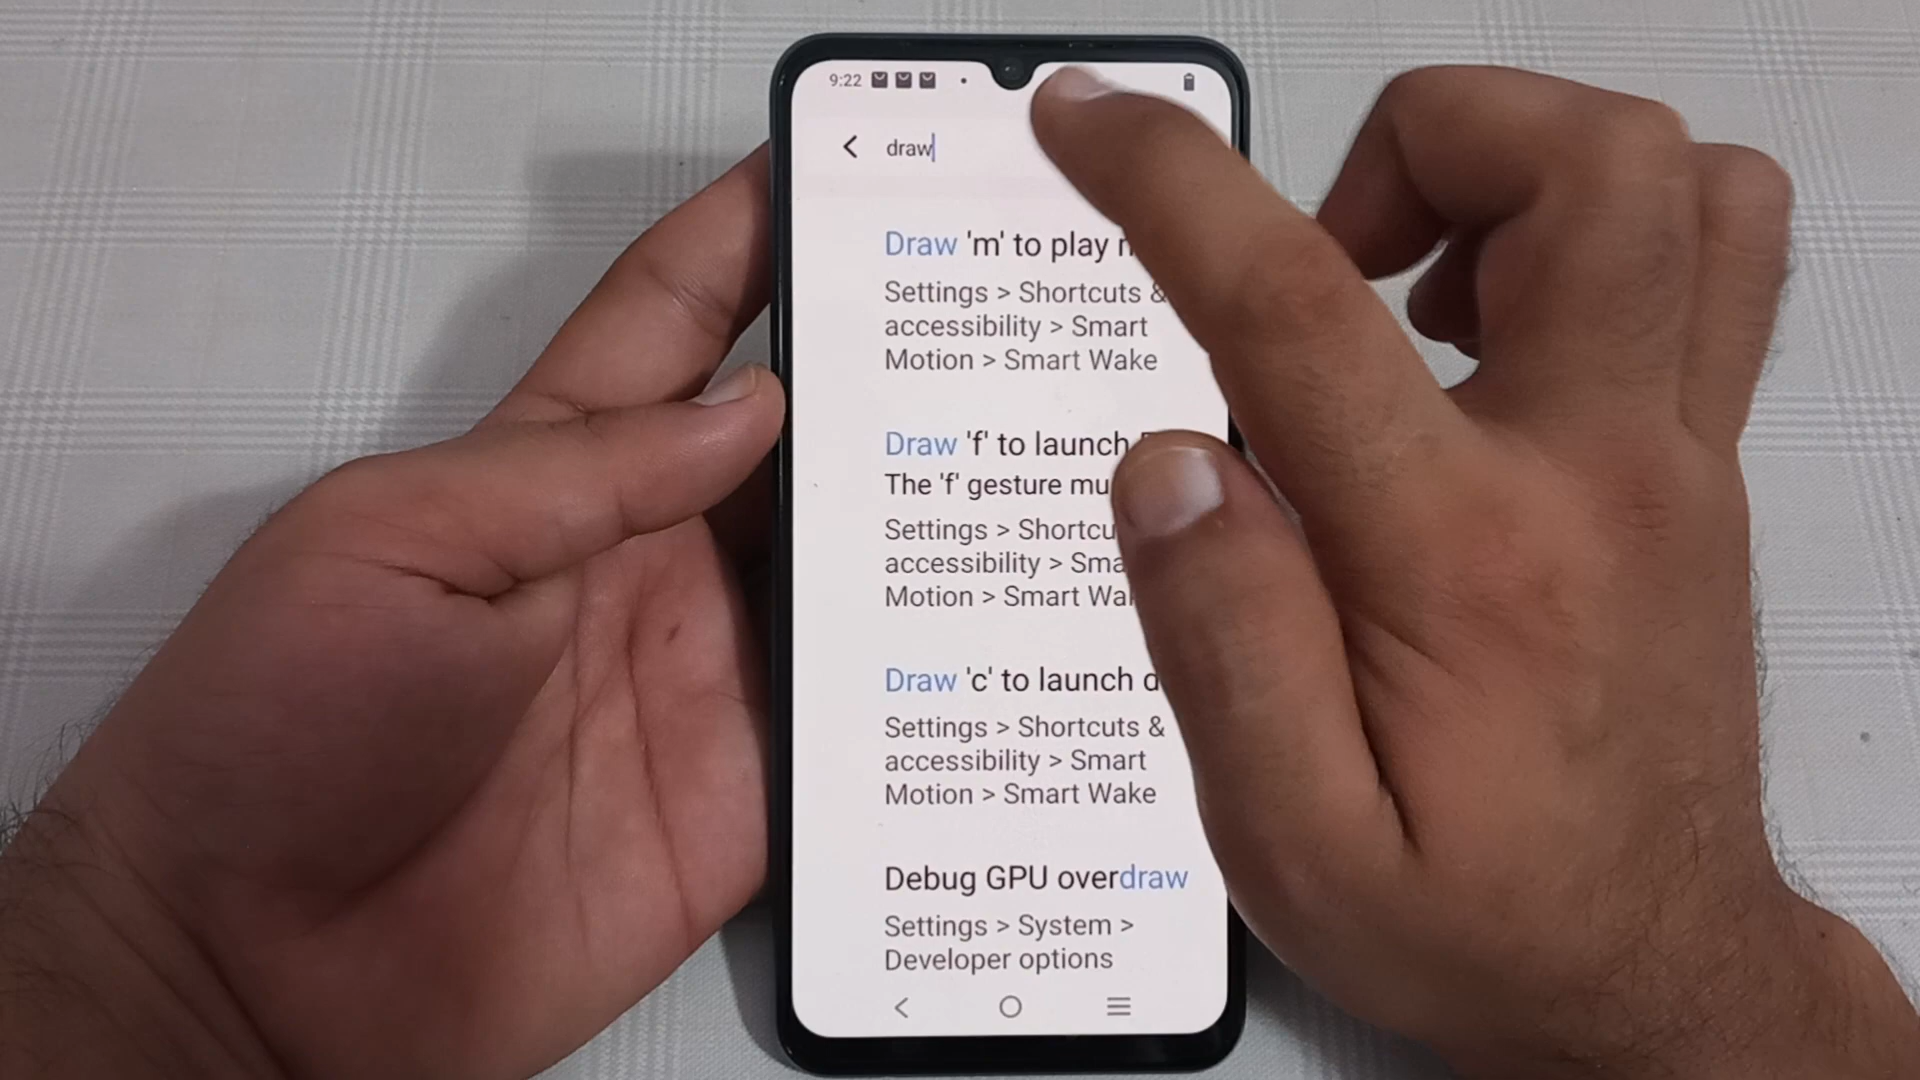 9:22
draw
Draw 'm' to play
Settings > Shortcuts &
accessibility > Smart
Motion > Smart Wake
Draw 'f' to launch
The 'f' gesture
Settings >
accessibility >
Motion > Smart
Draw 'c' to launch
Settings > Shortcuts &
accessibility > Smart
Motion > Smart Wake
Debug GPU overdraw
Settings > System >
Developer options